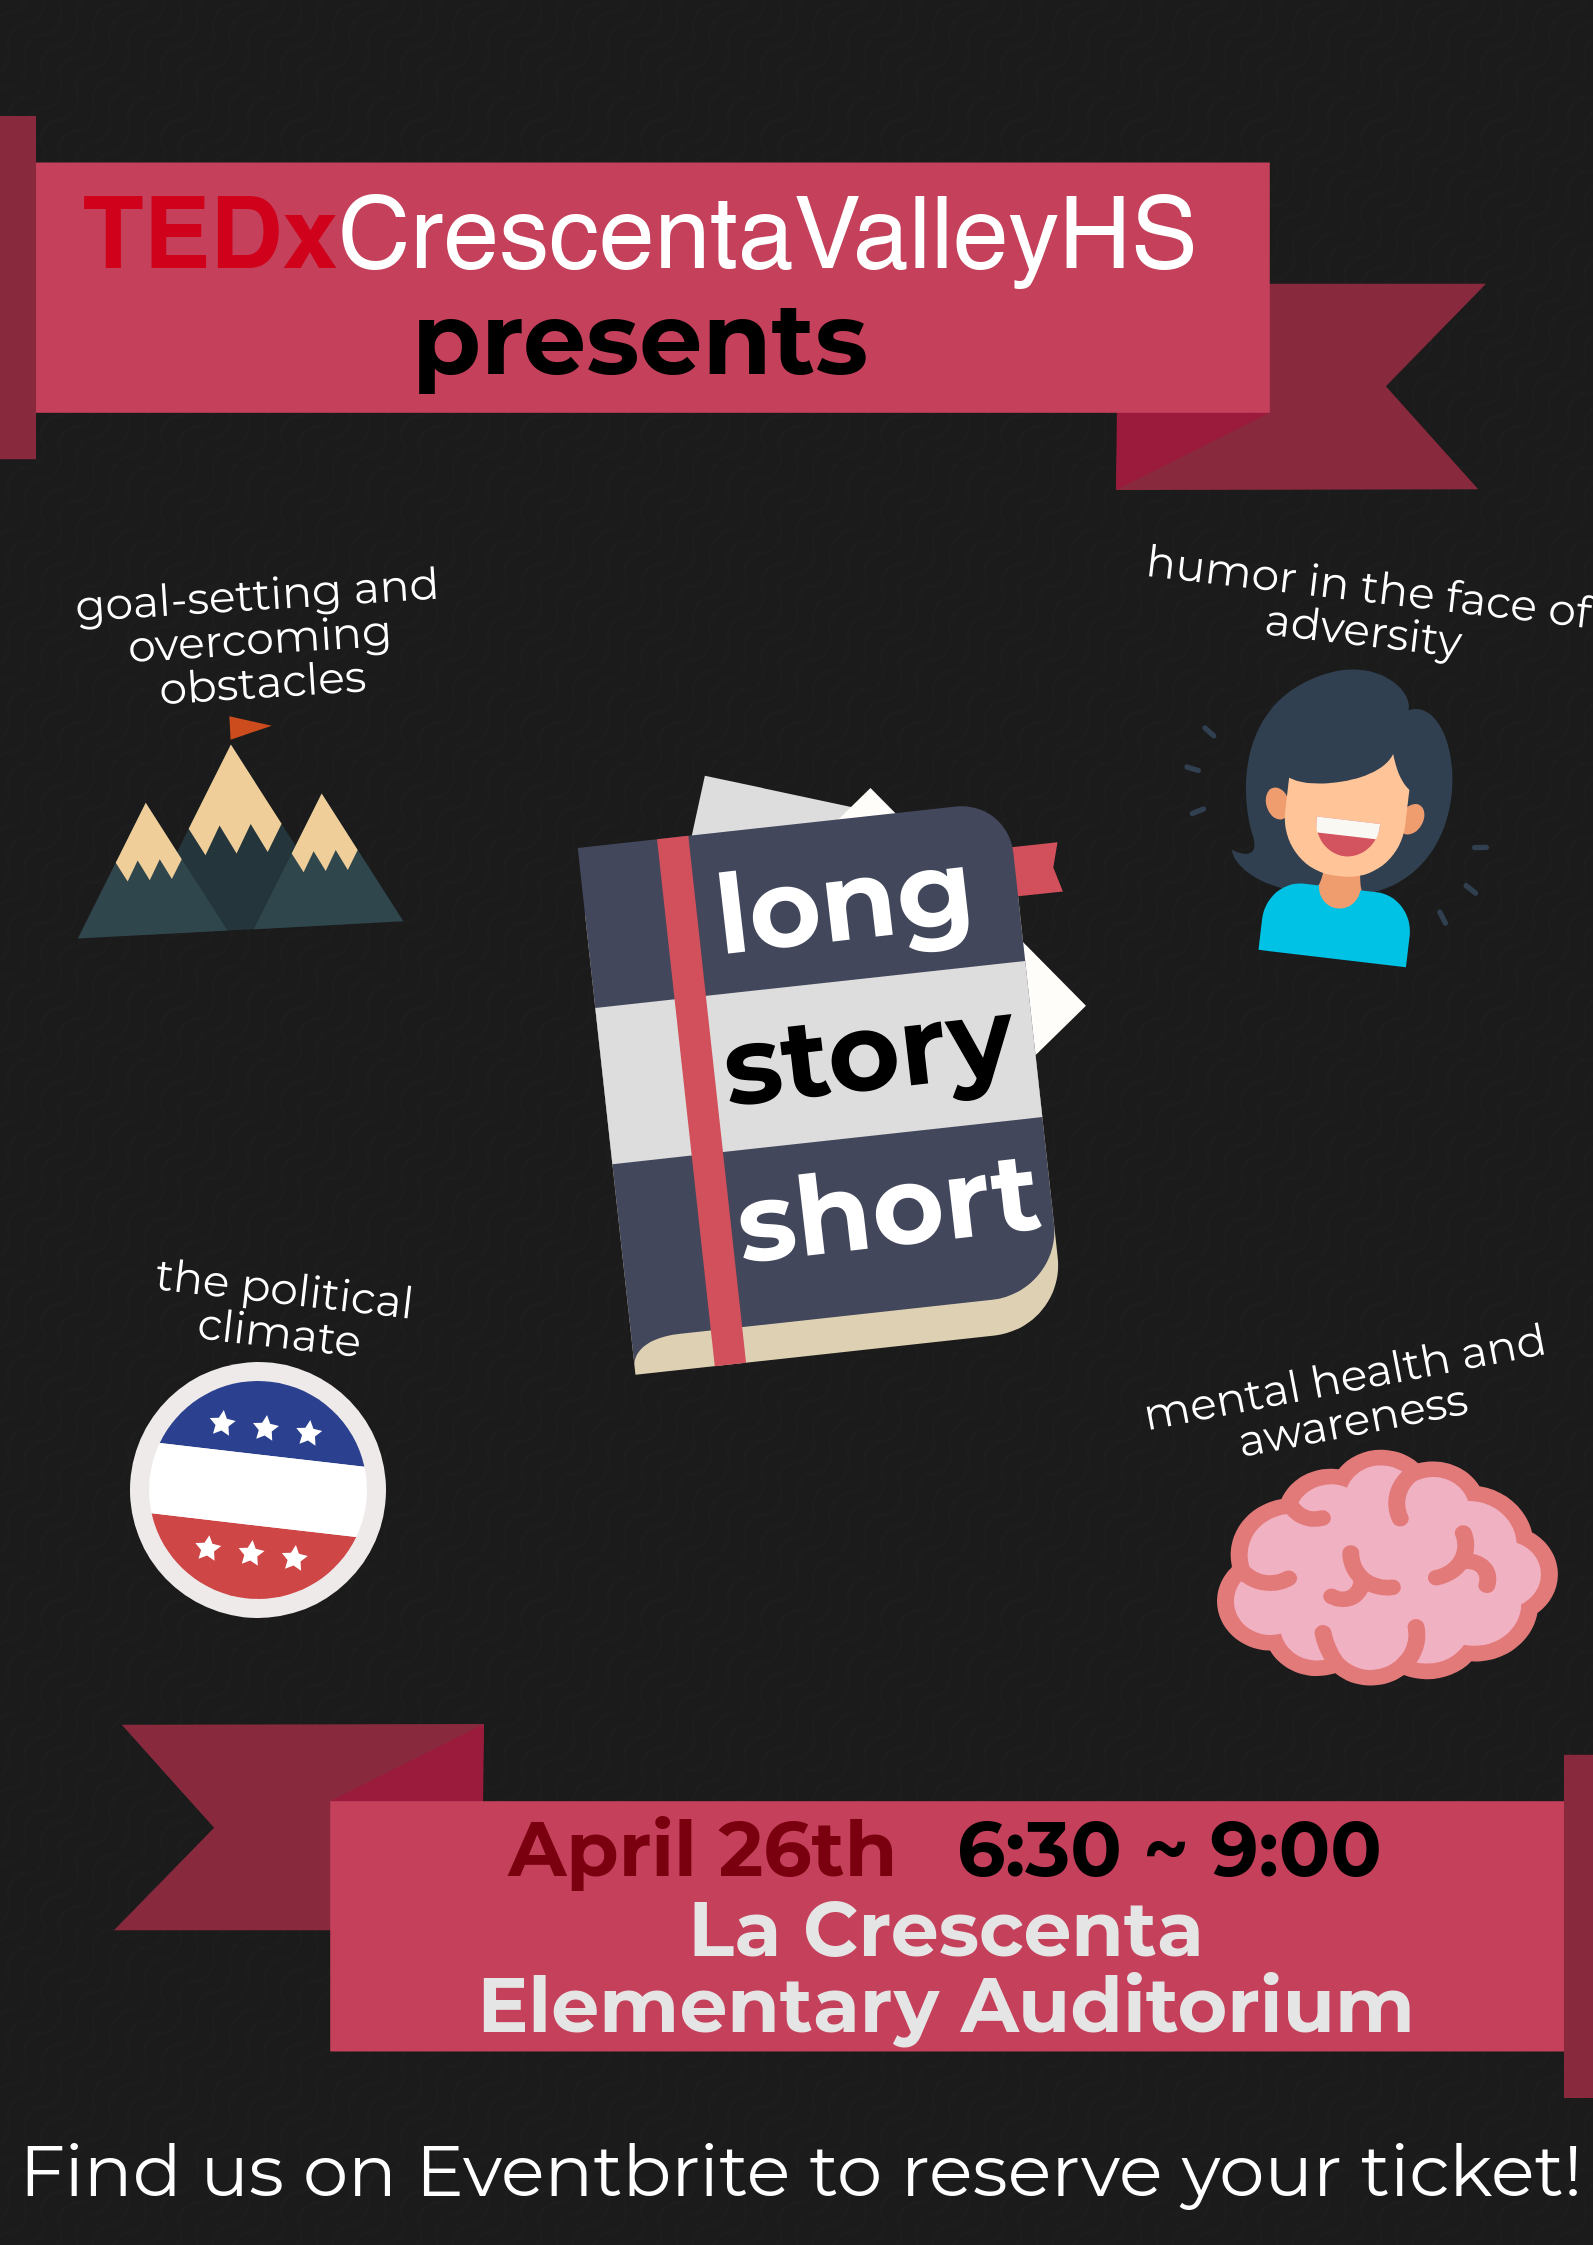 TEDxCrescentaValleyHS
presents
goal-setting and
overcoming
obstacles
humor in the face of
adversity
long
story
short
the political
climate
mental health and
awareness
April 26th 6:30 ~ 9:00
La Crescenta
Elementary Auditorium
Find us on Eventbrite to reserve your ticket!